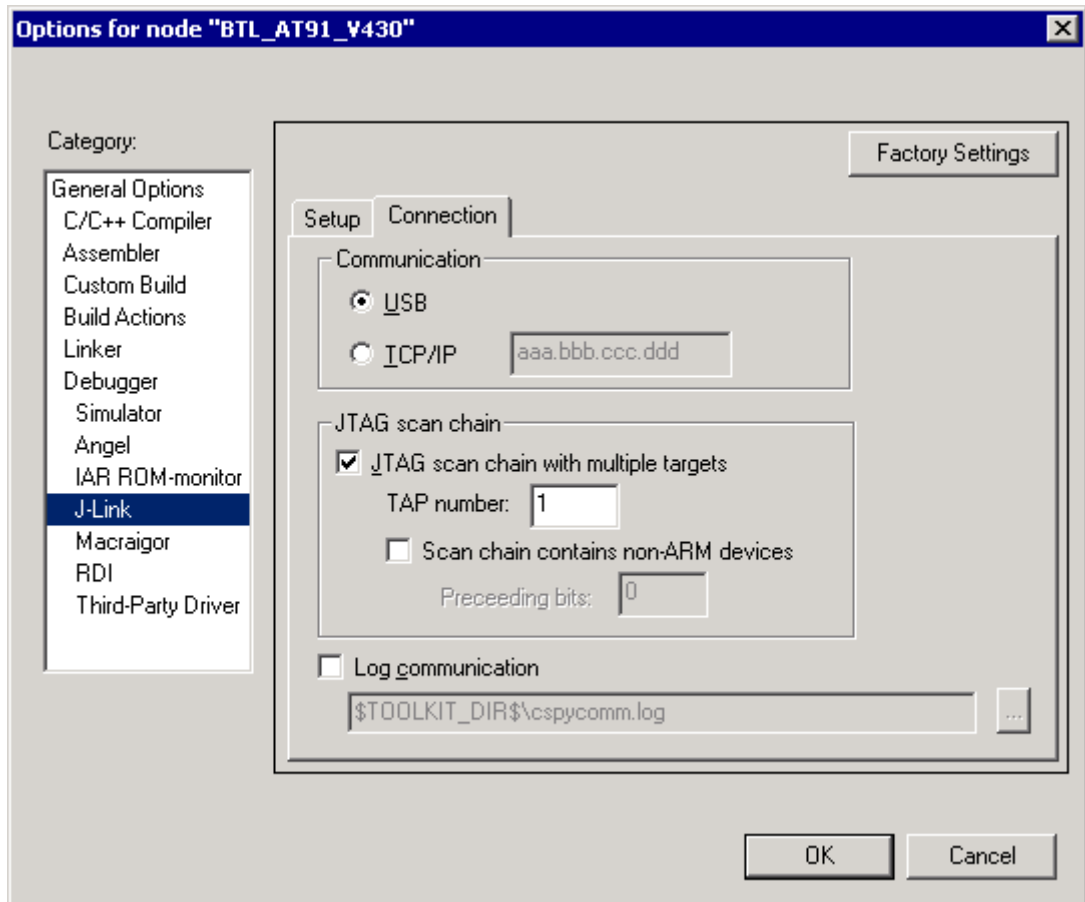 Options for node "BTL_AT91_V430"
Category:
General Options
C/C++ Compiler
Assembler
Custom Build
Build Actions
Linker
Debugger
Simulator
Angel
IAR ROM-monitor
J-Link
Macraigor
RDI
Third-Party Driver
Factory Settings
Setup Connection
Communication
USB
TCP/IP aaa.bbb.ccc.ddd
JTAG scan chain
JTAG scan chain with multiple targets
TAP number: 1
Scan chain contains non-ARM devices
Preceeding bits: 0
Log communication
$TOOLKIT_DIR$\cspycomm.log ...
OK Cancel